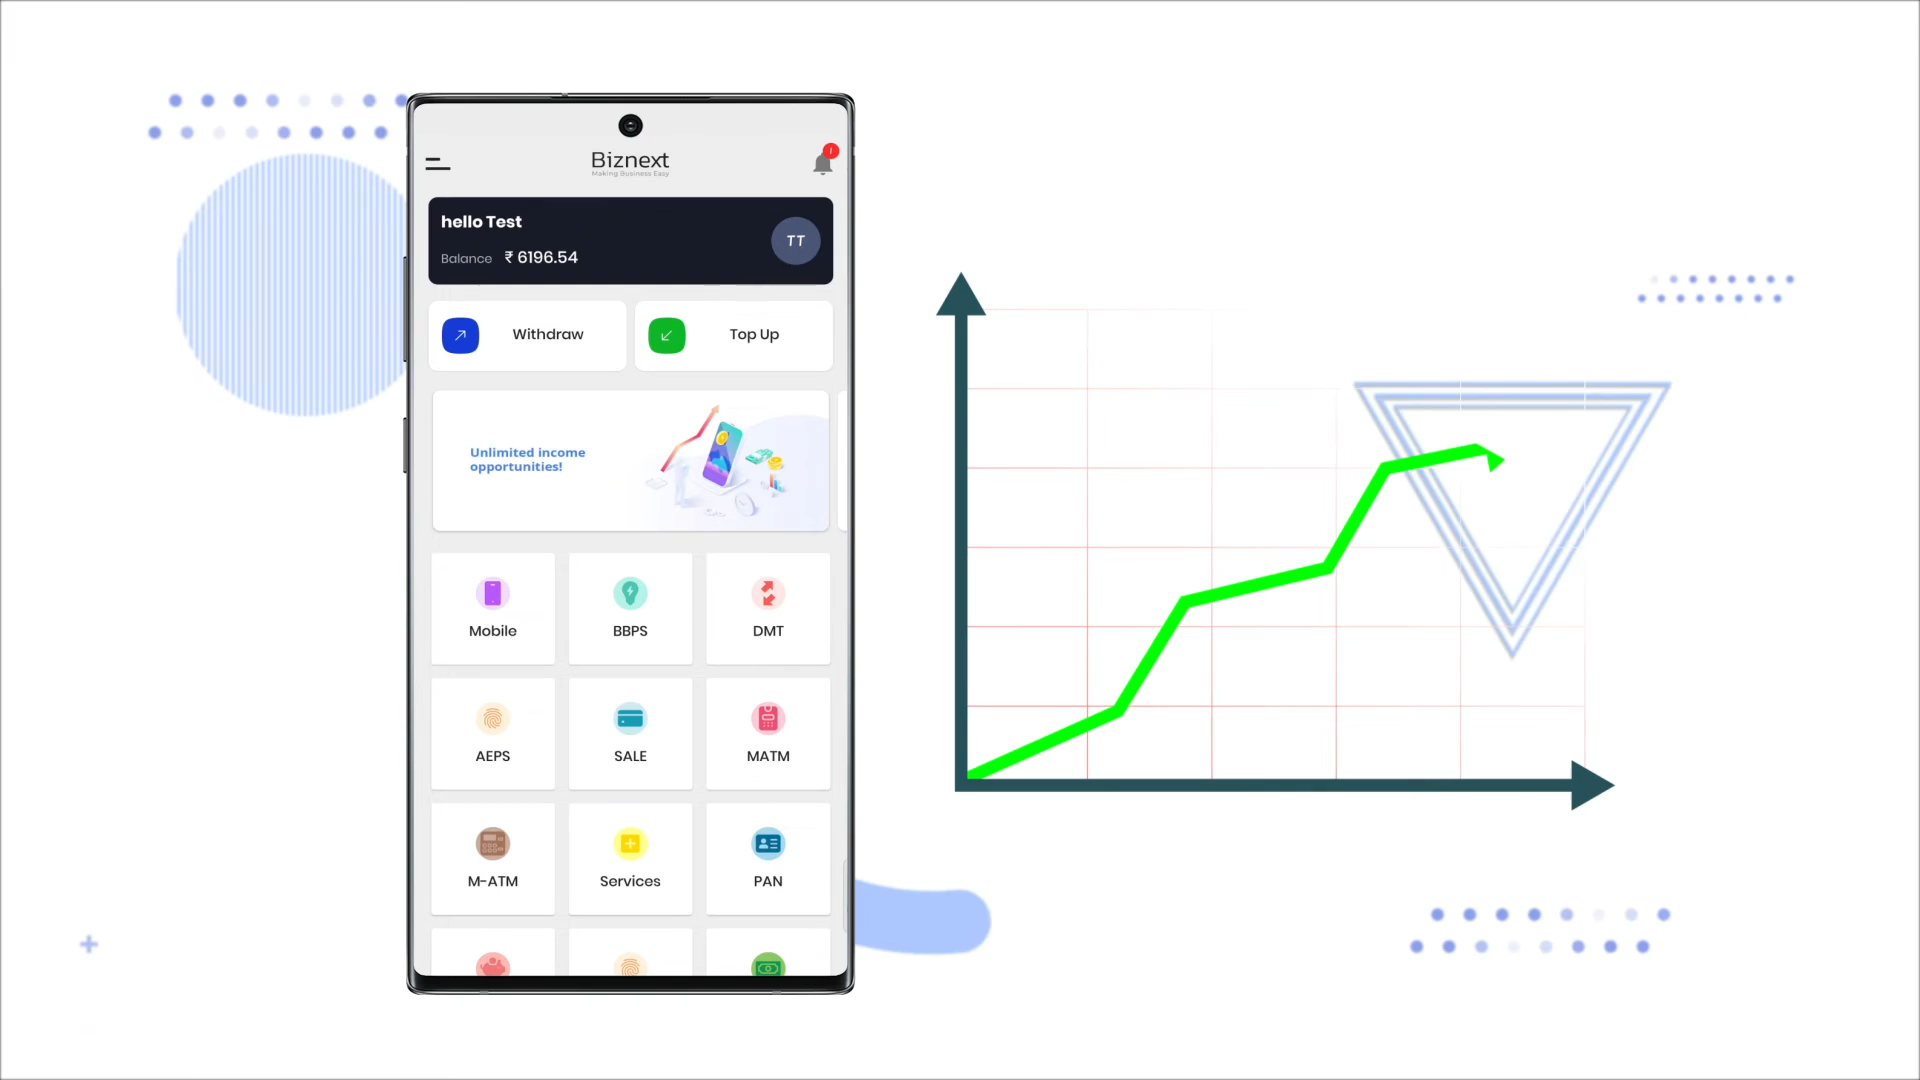 Biznext
Making Business Easy
hello Test
TT
Balance ₹ 6196.54
Withdraw
Top Up
Unlimited income
opportunities!
Mobile
BBPS
DMT
AEPS
SALE
MATM
M-ATM
Services
PAN